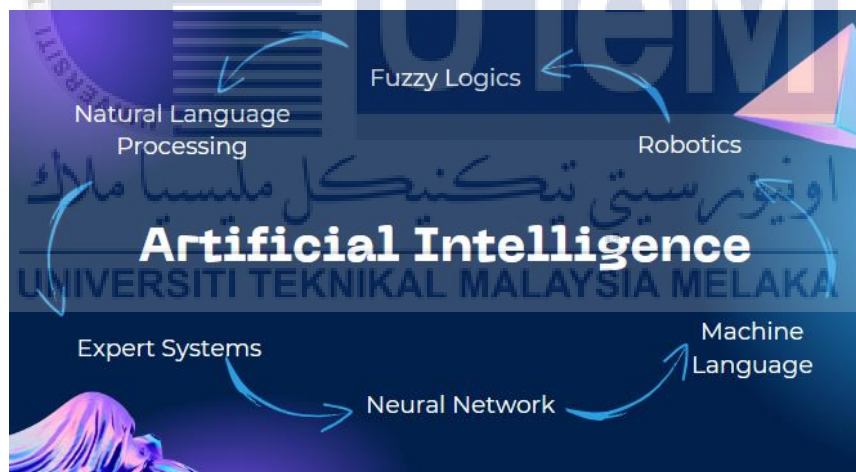 UTeM
Fuzzy Logics
Natural Language
Processing
Robotics
اونيۏرسيتي تيكنيكل مليسيا ملاك
Artificial Intelligence
UNIVERSITI TEKNIKAL MALAYSIA MELAKA
Expert Systems
Machine
Language
Neural Network